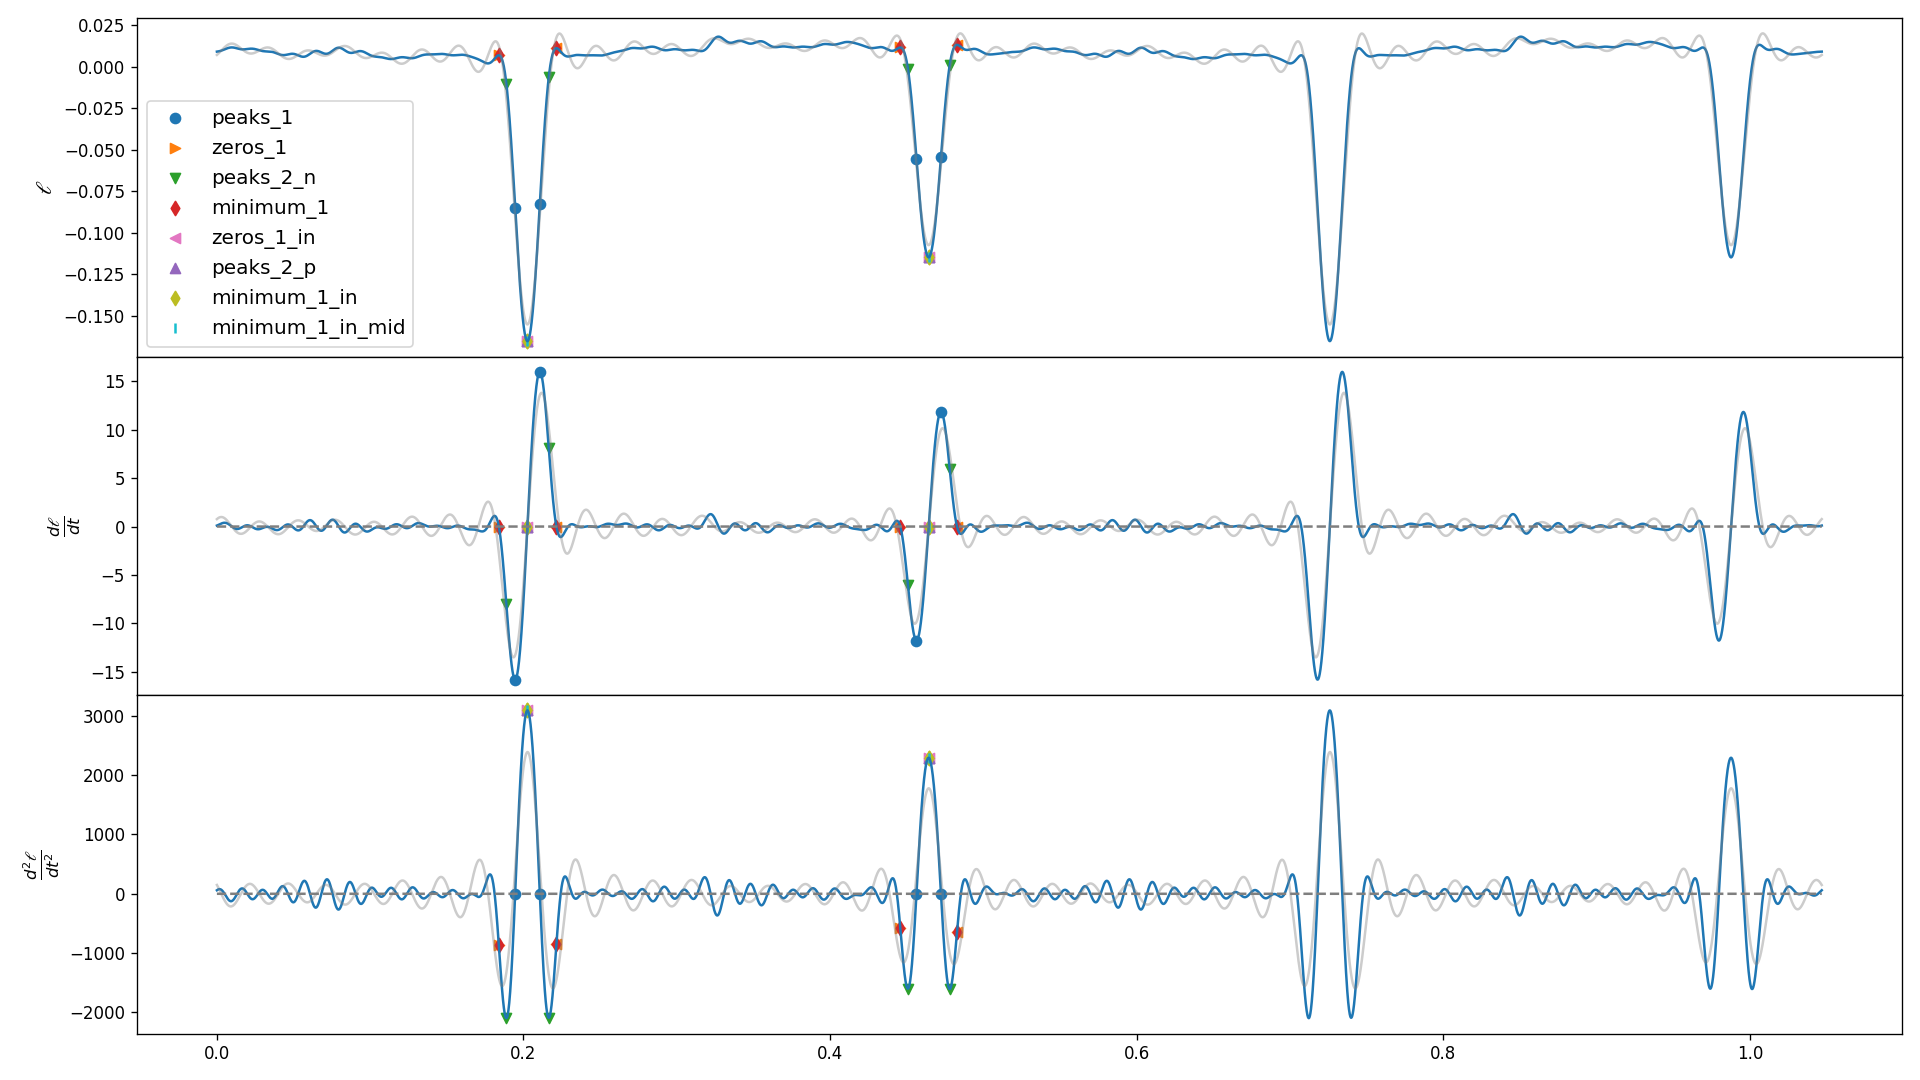 0.025
0.000
−0.025
−0.050
−0.075
−0.100
−0.125
−0.150
ℓ
peaks_1
zeros_1
peaks_2_n
minimum_1
zeros_1_in
peaks_2_p
minimum_1_in
minimum_1_in_mid
15
10
5
0
−5
−10
−15
dℓ
dt
3000
2000
1000
0
−1000
−2000
d²ℓ
dt²
0.0 0.2 0.4 0.6 0.8 1.0